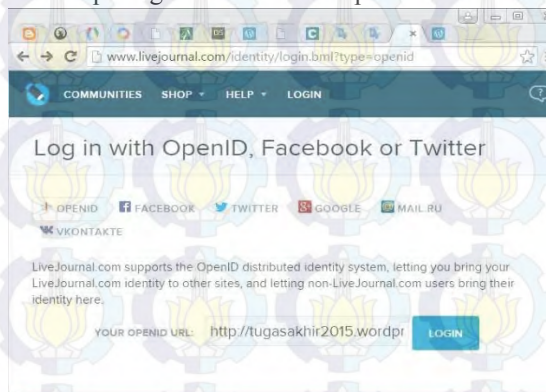 www.livejournal.com/identity/login.bml?type=openid
COMMUNITIES SHOP HELP LOGIN
Log in with OpenID, Facebook or Twitter
OPENID FACEBOOK TWITTER GOOGLE MAIL.RU
VKONTAKTE
LiveJournal.com supports the OpenID distributed identity system, letting you bring your
LiveJournal.com identity to other sites, and letting non-LiveJournal.com users bring their
identity here.
YOUR OPENID URL: http://tugasakhir2015.wordpr LOGIN